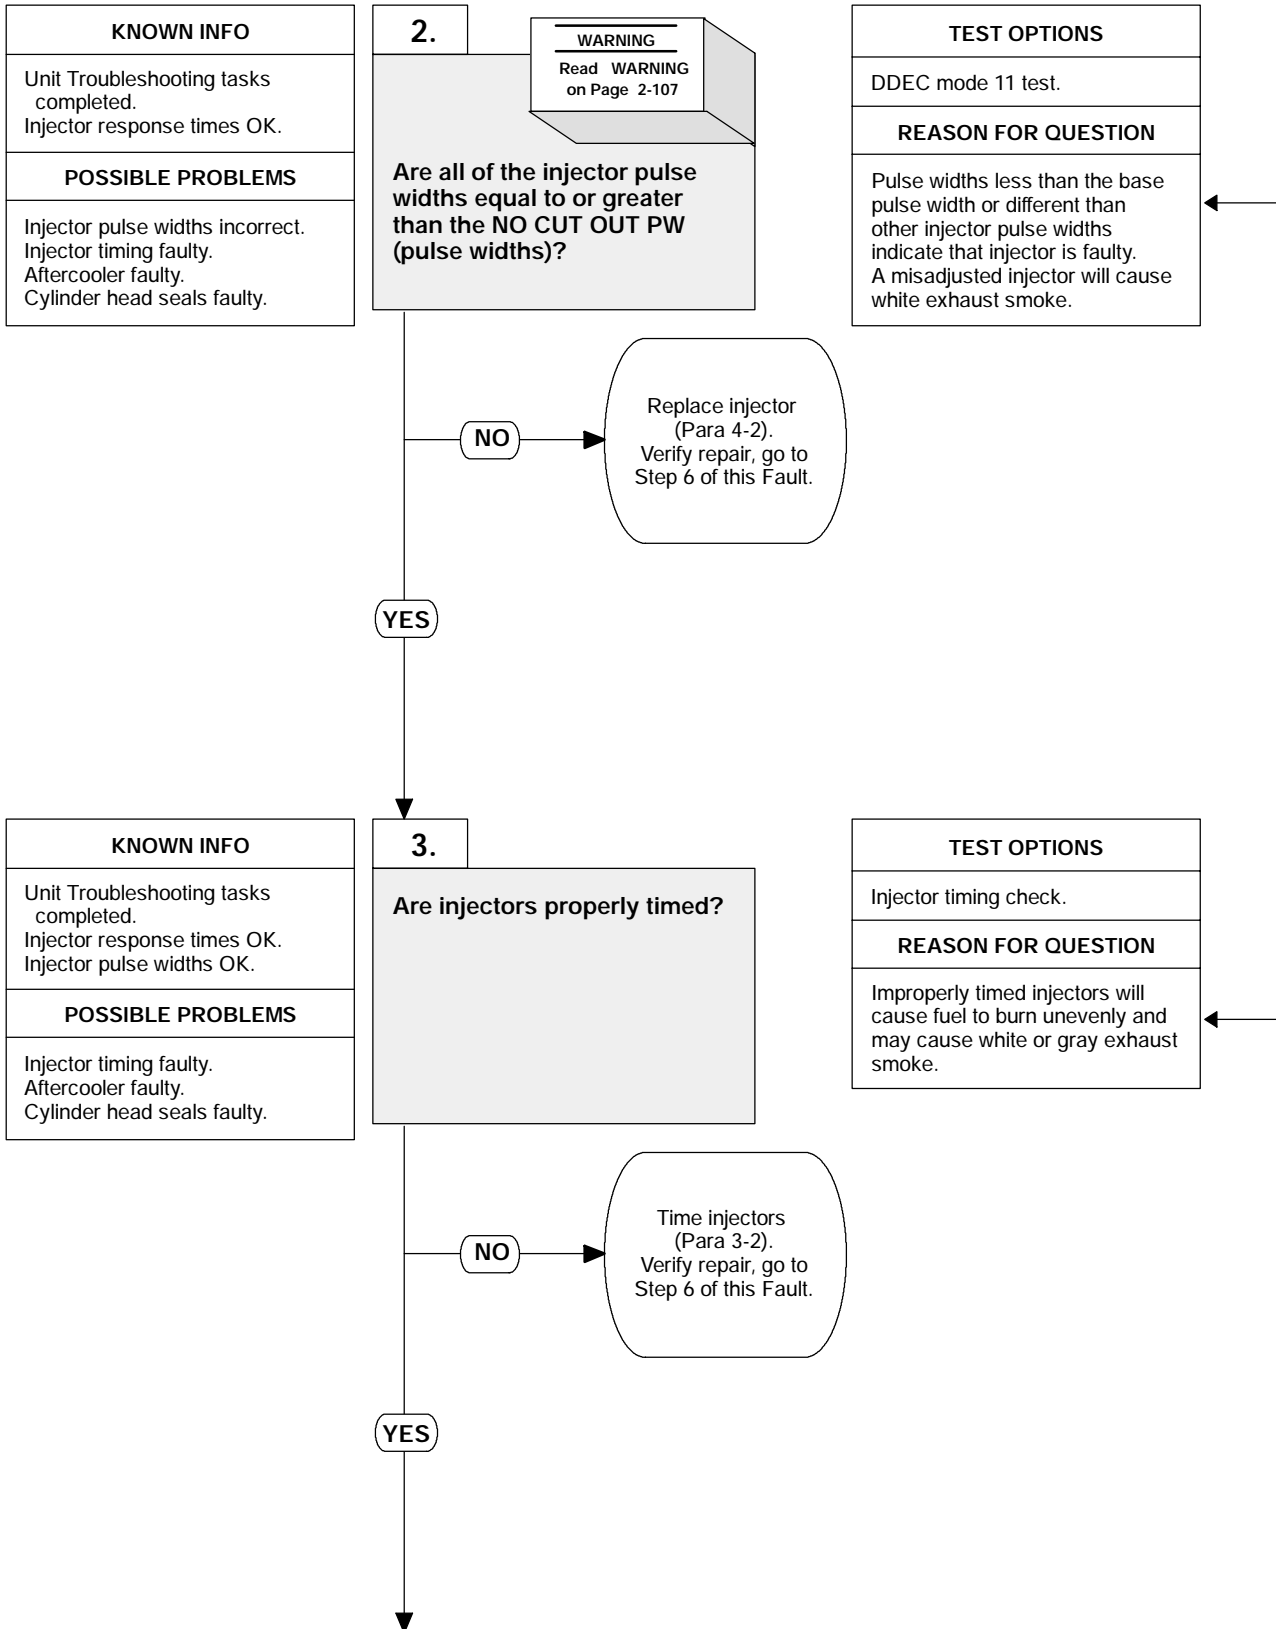 KNOWN INFO
Unit Troubleshooting tasks
completed.
Injector response times OK.
POSSIBLE PROBLEMS
Injector pulse widths incorrect.
Injector timing faulty.
Aftercooler faulty.
Cylinder head seals faulty.
2.
WARNING
Read WARNING
on Page 2-107
Are all of the injector pulse
widths equal to or greater
than the NO CUT OUT PW
(pulse widths)?
TEST OPTIONS
DDEC mode 11 test.
REASON FOR QUESTION
Pulse widths less than the base
pulse width or different than
other injector pulse widths
indicate that injector is faulty.
A misadjusted injector will cause
white exhaust smoke.
NO
Replace injector
(Para 4-2).
Verify repair, go to
Step 6 of this Fault.
YES
KNOWN INFO
Unit Troubleshooting tasks
completed.
Injector response times OK.
Injector pulse widths OK.
POSSIBLE PROBLEMS
Injector timing faulty.
Aftercooler faulty.
Cylinder head seals faulty.
3.
Are injectors properly timed?
TEST OPTIONS
Injector timing check.
REASON FOR QUESTION
Improperly timed injectors will
cause fuel to burn unevenly and
may cause white or gray exhaust
smoke.
NO
Time injectors
(Para 3-2).
Verify repair, go to
Step 6 of this Fault.
YES